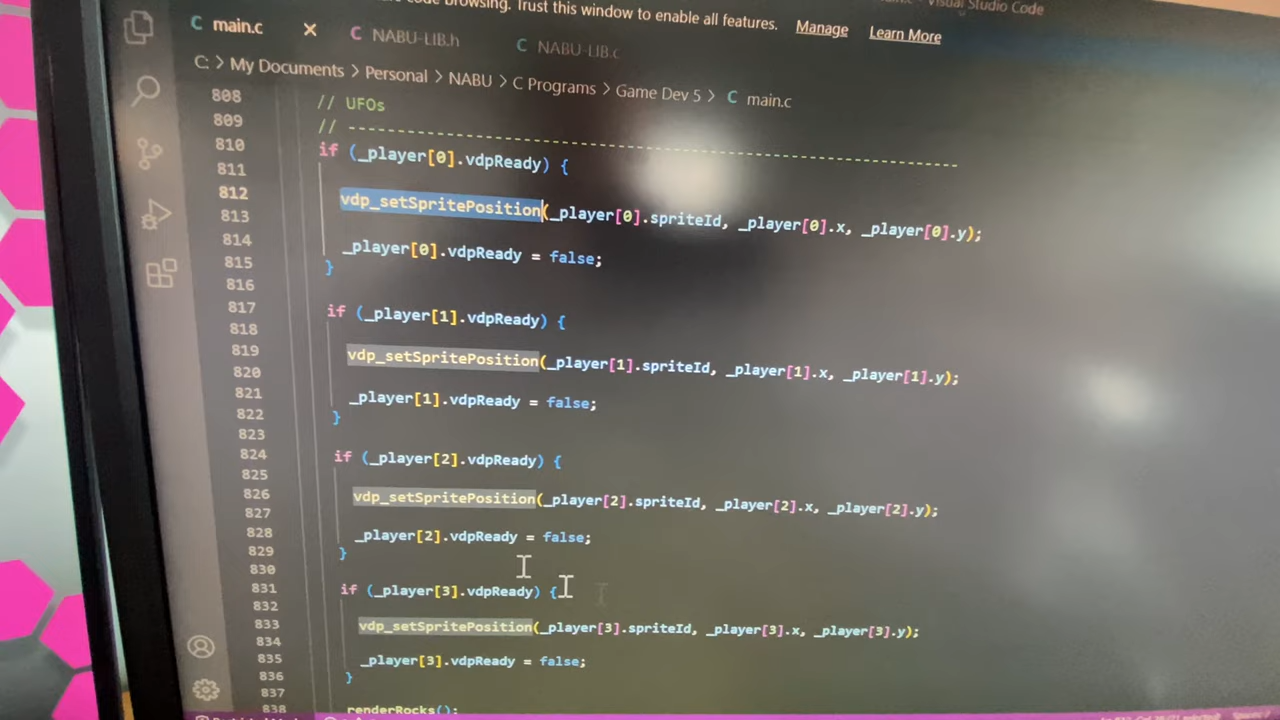 code browsing. Trust this window to enable all features. Manage Learn More
Visual Studio Code
main.c NABU-LIB.h NABU-LIB.c
C: > My Documents > Personal > NABU > C Programs > Game Dev 5 > C main.c
808 // UFOs
809 // ----------------------------------------------------------------------
810 if (_player[0].vdpReady) {
811
812 vdp_setSpritePosition(_player[0].spriteId, _player[0].x, _player[0].y);
813
814 _player[0].vdpReady = false;
815 }
816
817 if (_player[1].vdpReady) {
818
819 vdp_setSpritePosition(_player[1].spriteId, _player[1].x, _player[1].y);
820
821 _player[1].vdpReady = false;
822 }
823
824 if (_player[2].vdpReady) {
825
826 vdp_setSpritePosition(_player[2].spriteId, _player[2].x, _player[2].y);
827
828 _player[2].vdpReady = false;
829 }
830
831 if (_player[3].vdpReady) {
832
833 vdp_setSpritePosition(_player[3].spriteId, _player[3].x, _player[3].y);
834
835 _player[3].vdpReady = false;
836 }
837
838 renderRocks();